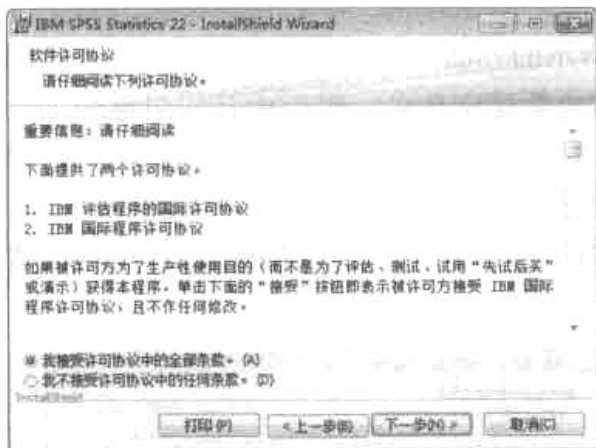 IBM SPSS Statistics 22 - InstallShield Wizard
软件许可协议
请仔细阅读下列许可协议。
重要信息：请仔细阅读
下面提供了两个许可协议。
1. IBM 评估程序的国际许可协议
2. IBM 国际程序许可协议
如果被许可方为了生产性使用目的（而不是为了评估、测试、试用“先试后买”
或演示）获得本程序，单击下面的“接受”按钮即表示被许可方接受 IBM 国际
程序许可协议，且不作任何修改。
我接受许可协议中的全部条款。(A)
我不接受许可协议中的任何条款。(D)
InstallShield
打印(P)
<上一步(B)
下一步(N)>
取消(C)